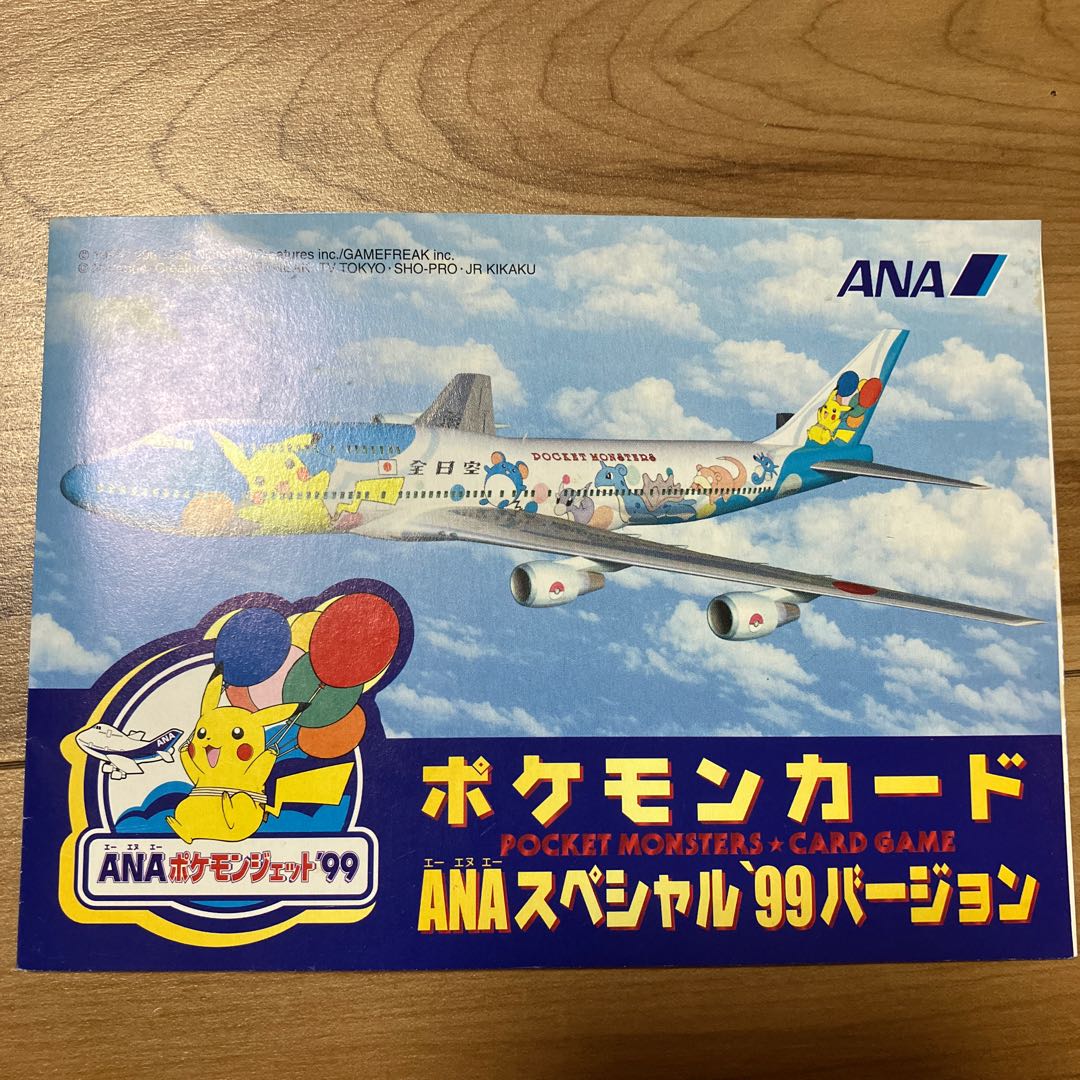 ©
atures inc./GAMEFREAK inc.
©
TV TOKYO・SHO-PRO・JR KIKAKU
ANA
全日空
POCKET MONSTERS
ANA
エー エヌ エー
ANAポケモンジェット'99
ポケモンカード
POCKET MONSTERS★CARD GAME
エー エヌ エー
ANAスペシャル'99バージョン